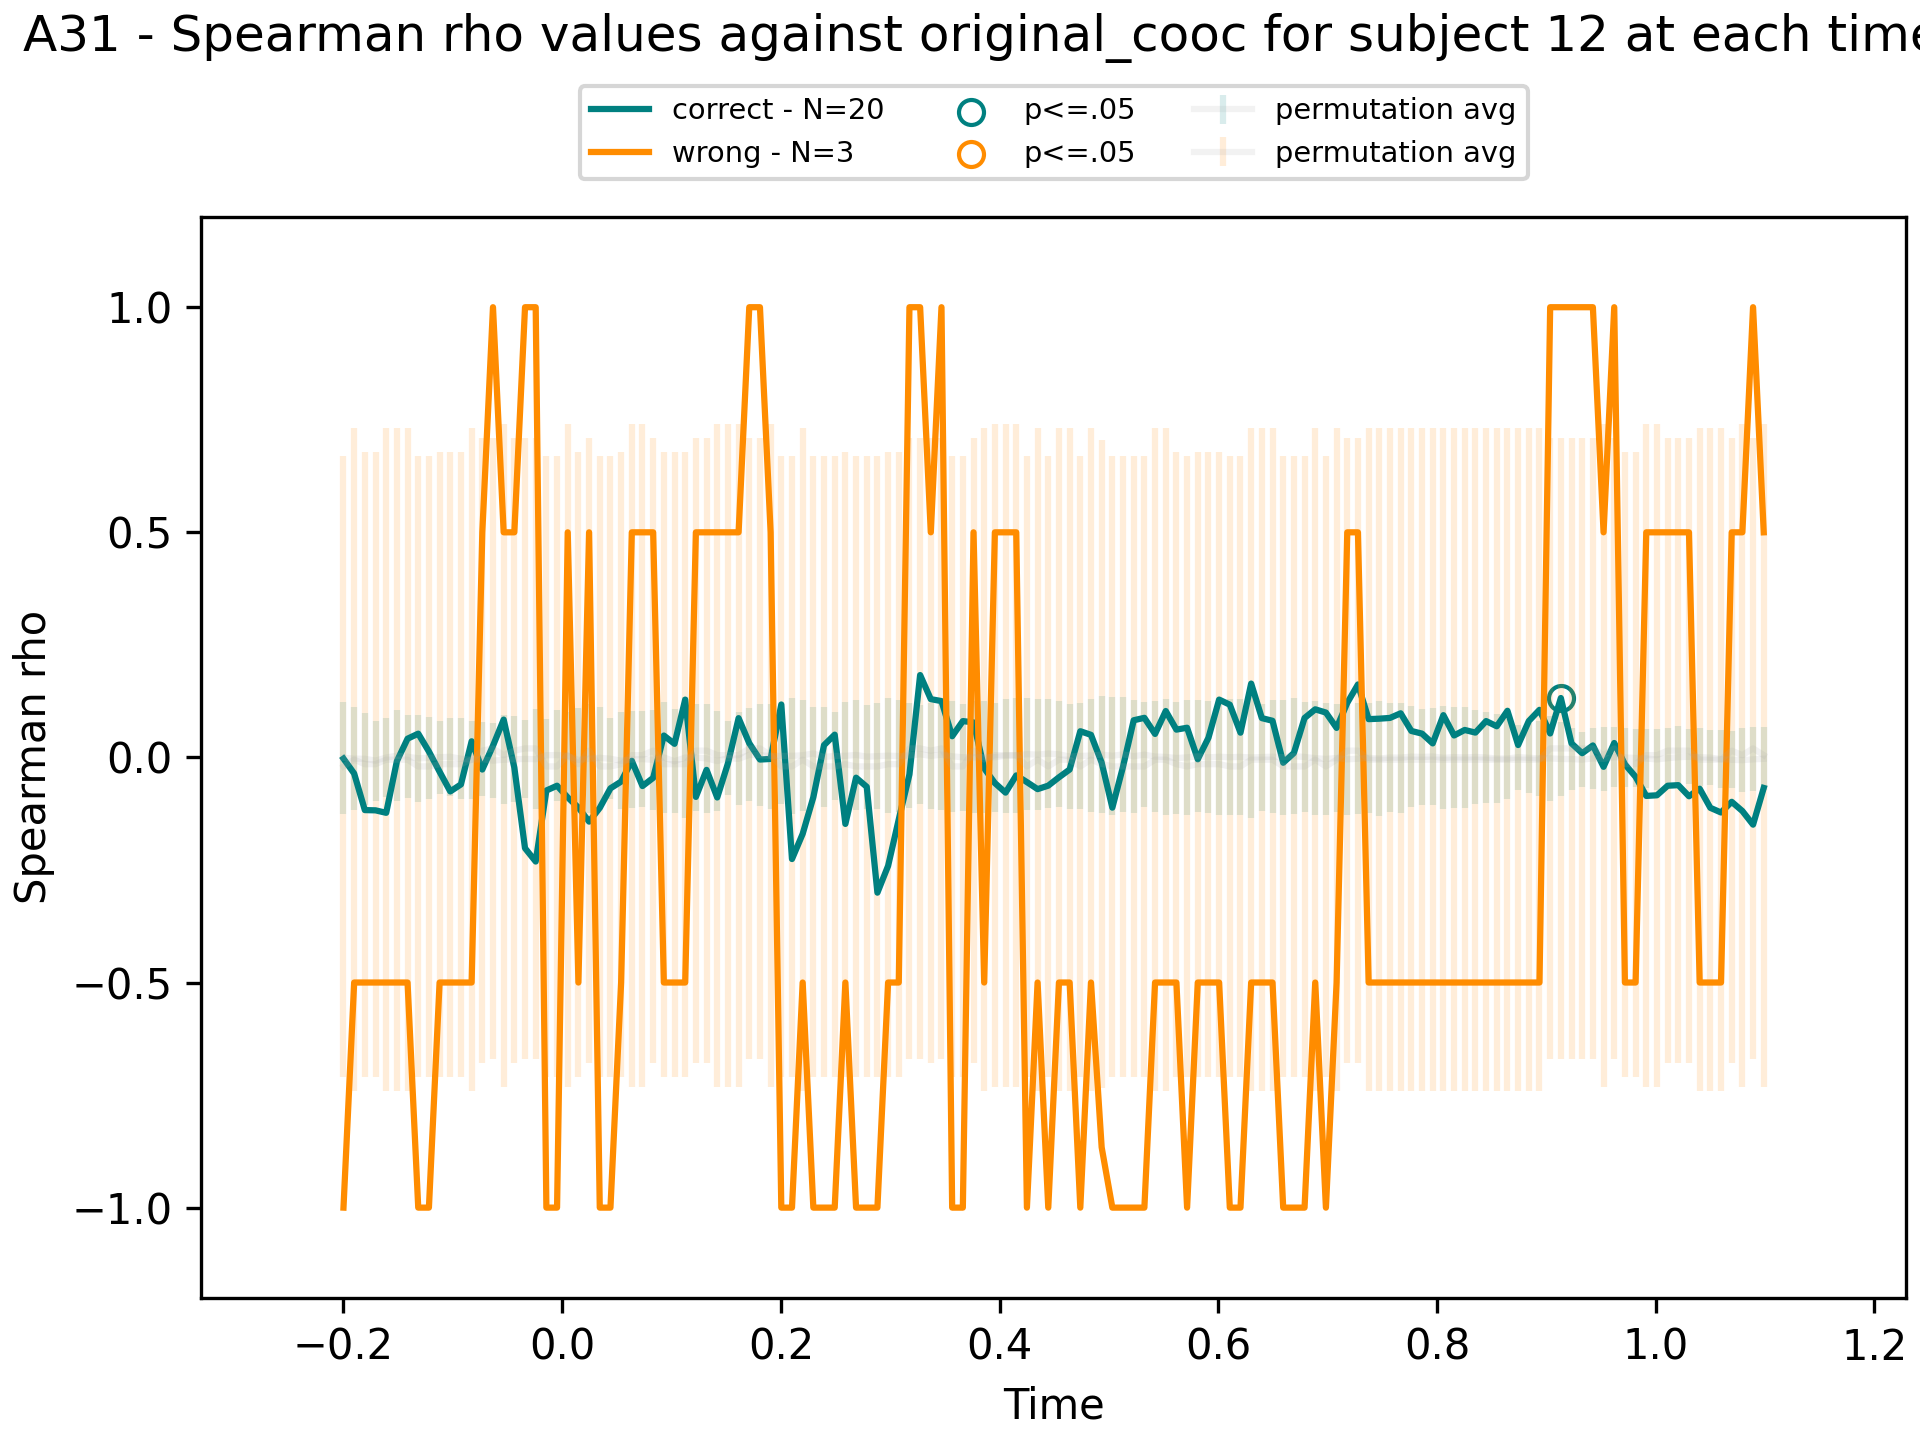 A31 - Spearman rho values against original_cooc for subject 12 at each time
correct - N=20 p<=.05 permutation avg
wrong - N=3 p<=.05 permutation avg
1.0
0.5
0.0
−0.5
−1.0
Spearman rho
−0.2 0.0 0.2 0.4 0.6 0.8 1.0 1.2
Time